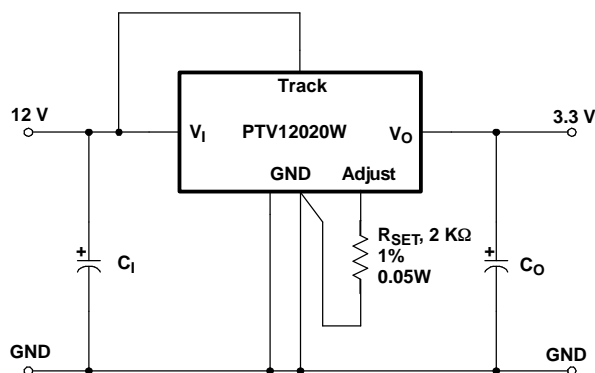 Track
12 V
3.3 V
VI
PTV12020W
VO
GND
Adjust
RSET, 2 KΩ
1%
0.05W
+
CI
+
CO
GND
GND